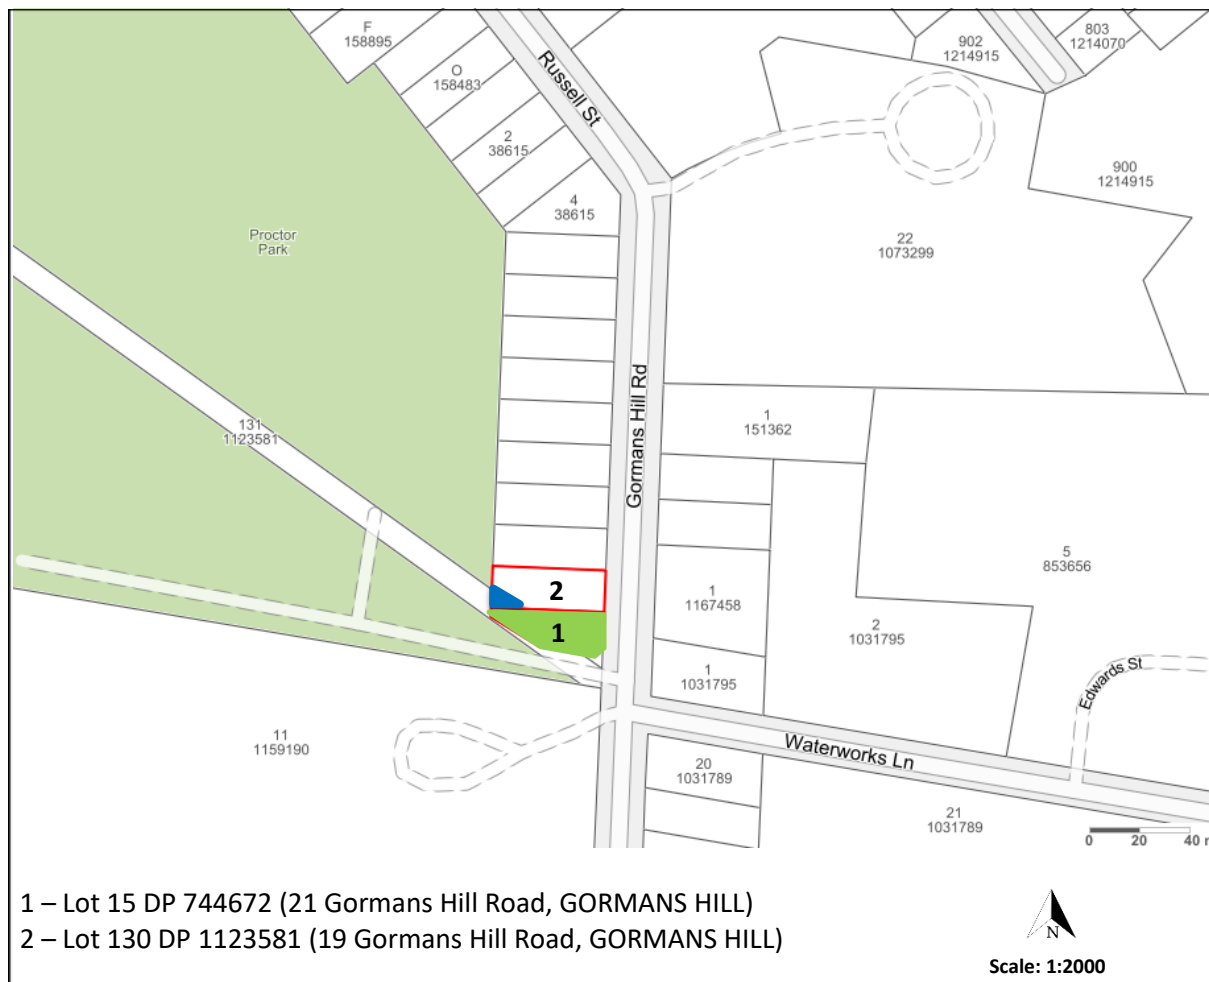 F
158895
O
158483
2
38615
4
38615
Russell St
902
1214915
803
1214070
900
1214915
22
1073299
Proctor
Park
131
1123581
Gormans Hill Rd
1
151362
5
853656
1
1167458
2
1031795
1
1031795
2
1
Edwards St
11
1159190
Waterworks Ln
20
1031789
21
1031789
0 20 40 m
1 – Lot 15 DP 744672 (21 Gormans Hill Road, GORMANS HILL)
2 – Lot 130 DP 1123581 (19 Gormans Hill Road, GORMANS HILL)
N
Scale: 1:2000